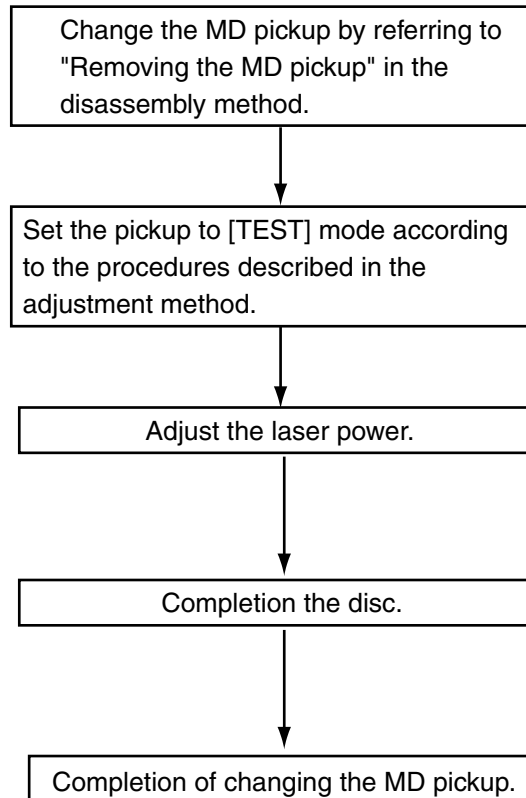 Change the MD pickup by referring to
"Removing the MD pickup" in the
disassembly method.
Set the pickup to [TEST] mode according
to the procedures described in the
adjustment method.
Adjust the laser power.
Completion the disc.
Completion of changing the MD pickup.